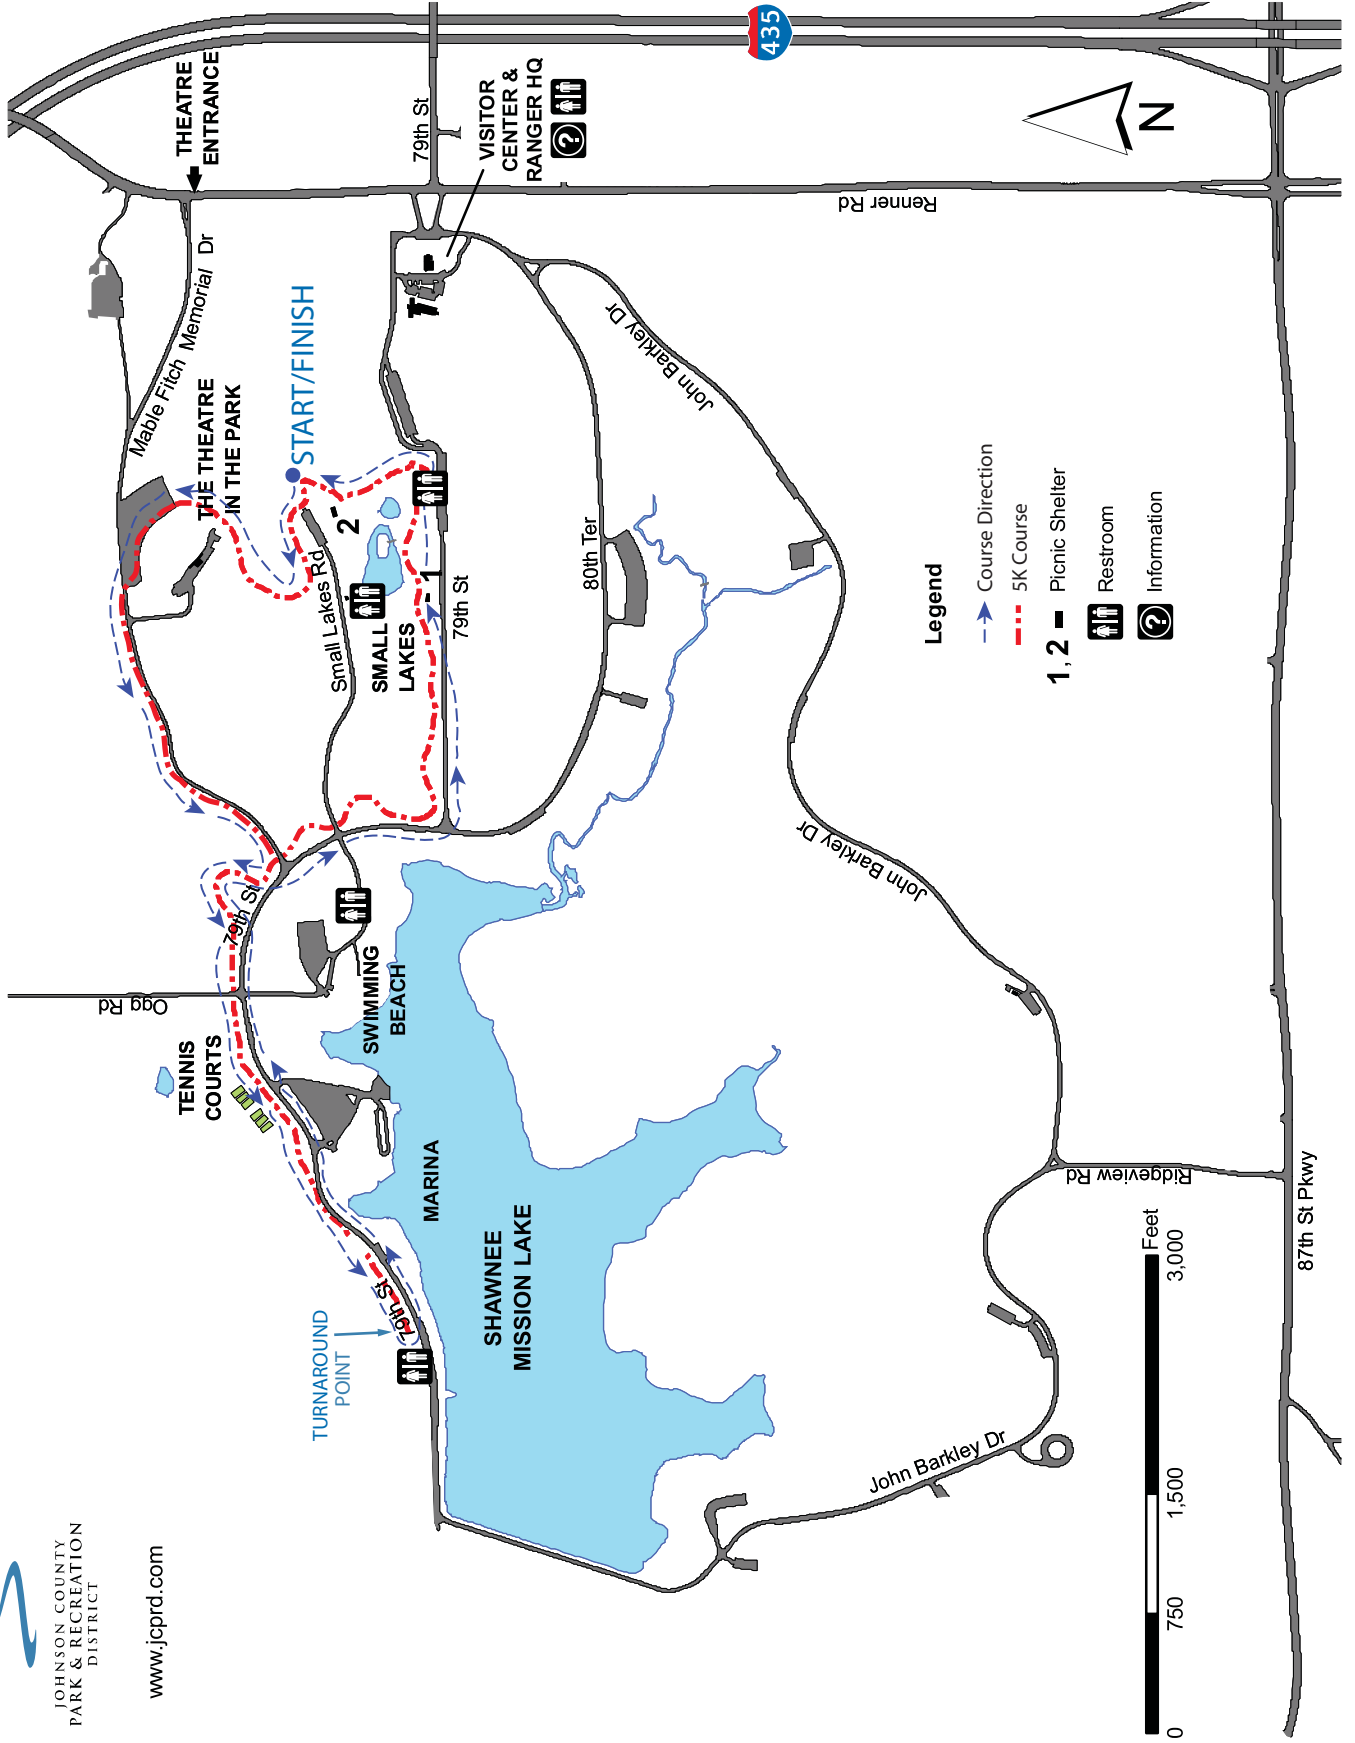 JOHNSON COUNTY
PARK & RECREATION
DISTRICT
www.jcprd.com
435
THEATRE
ENTRANCE
79th St
VISITOR
CENTER &
RANGER HQ
?
N
Renner Rd
Mable Fitch Memorial Dr
THE THEATRE
IN THE PARK
START/FINISH
2
Small Lakes Rd
SMALL
LAKES
1
79th St
80th Ter
John Barkley Dr
79th St
Ogg Rd
TENNIS
COURTS
SWIMMING
BEACH
MARINA
SHAWNEE
MISSION LAKE
79th St
TURNAROUND
POINT
John Barkley Dr
John Barkley Dr
Ridgeview Rd
87th St Pkwy
Legend
Course Direction
5K Course
1, 2 Picnic Shelter
Restroom
? Information
Feet
0 750 1,500 3,000